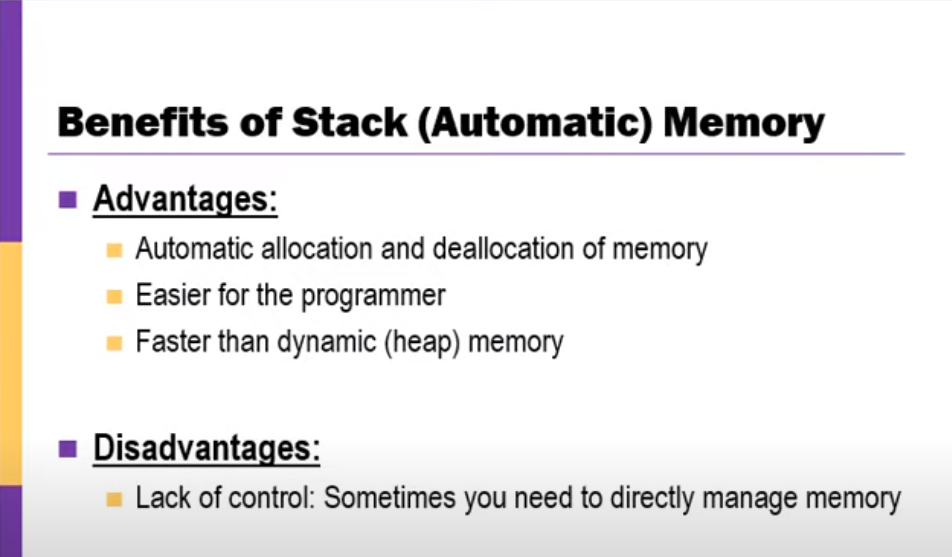 Benefits of Stack (Automatic) Memory
Advantages:
Automatic allocation and deallocation of memory
Easier for the programmer
Faster than dynamic (heap) memory
Disadvantages:
Lack of control: Sometimes you need to directly manage memory